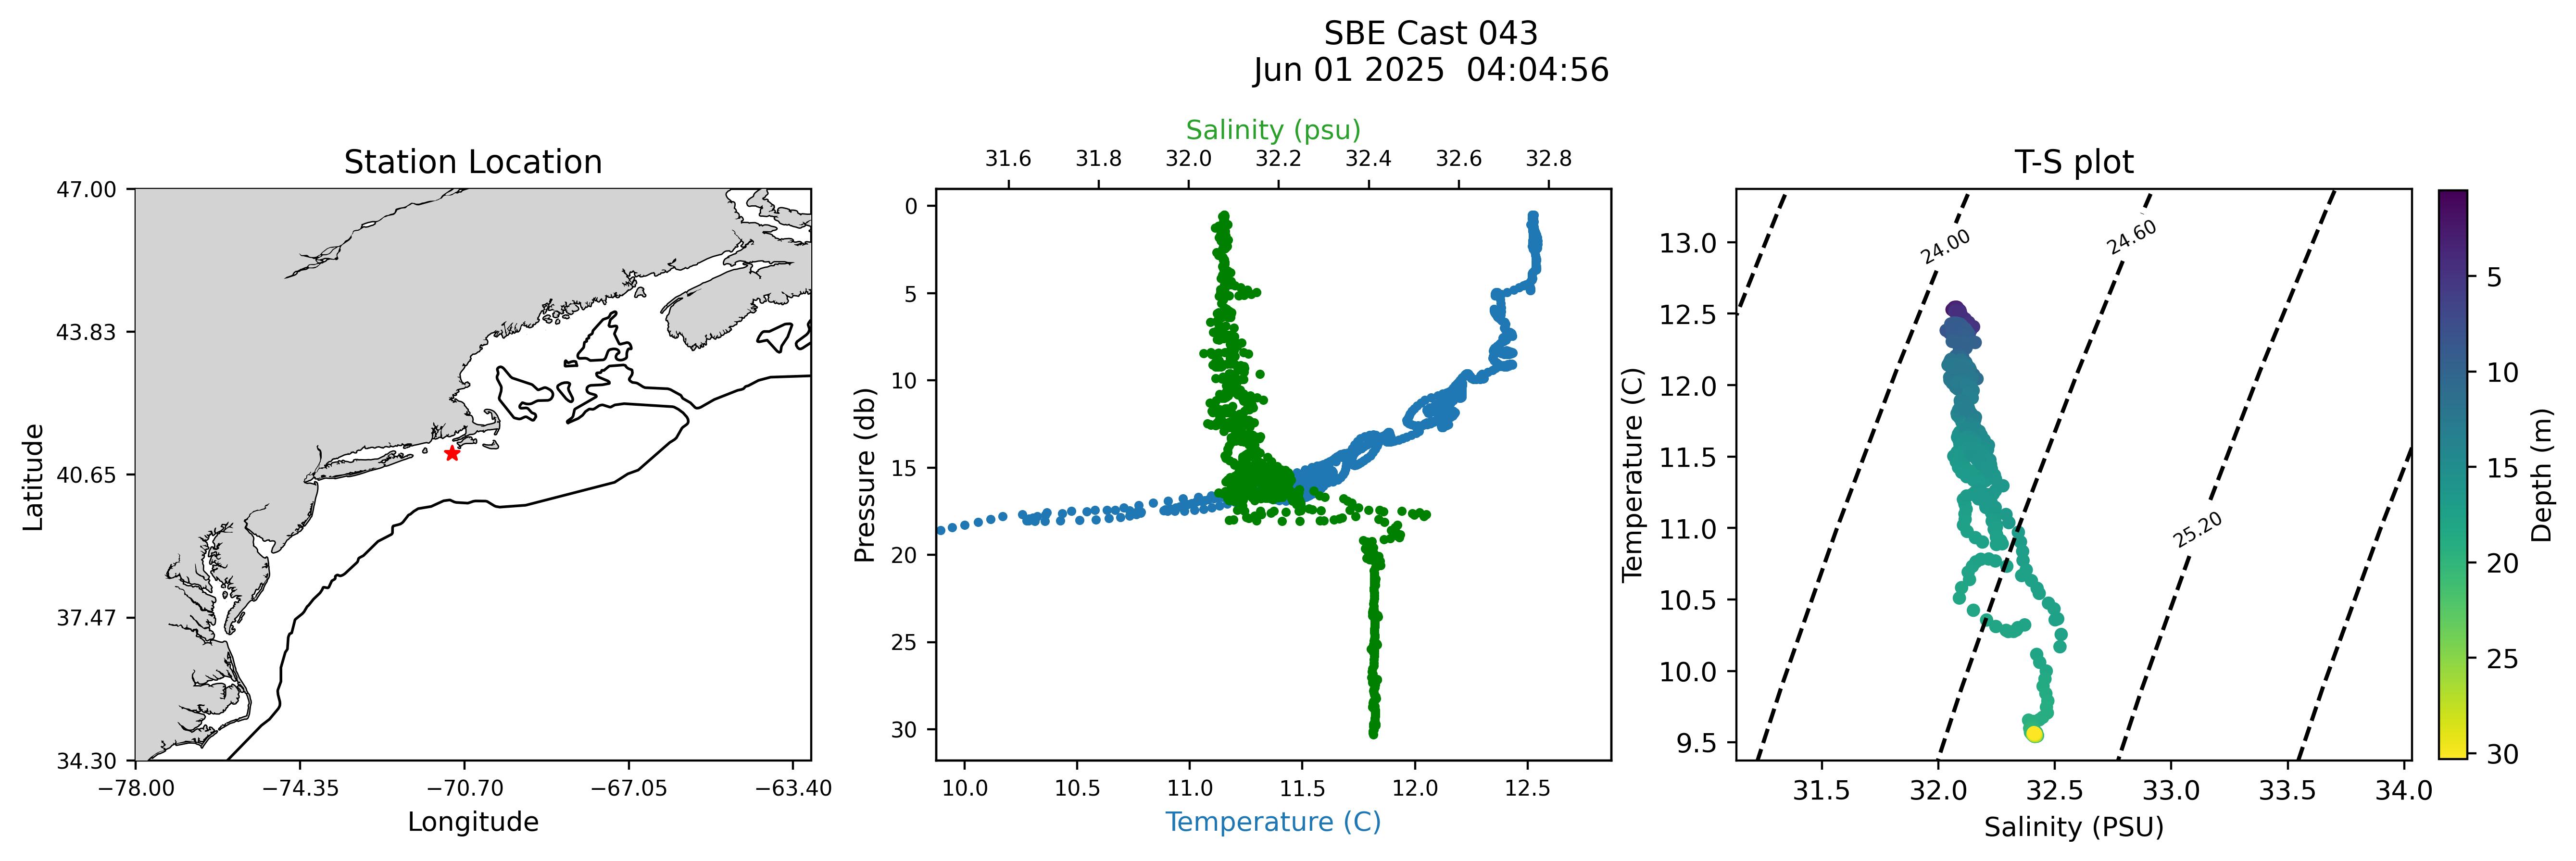 SBE Cast 043
Jun 01 2025  04:04:56
Station Location
47.00
43.83
40.65
37.47
34.30
Latitude
−78.00 −74.35 −70.70 −67.05 −63.40
Longitude
Salinity (psu)
31.6 31.8 32.0 32.2 32.4 32.6 32.8
0
5
10
15
20
25
30
Pressure (db)
10.0 10.5 11.0 11.5 12.0 12.5
Temperature (C)
T-S plot
13.0
12.5
12.0
11.5
11.0
10.5
10.0
9.5
Temperature (C)
24.00
24.60
25.20
31.5 32.0 32.5 33.0 33.5 34.0
Salinity (PSU)
5
10
15
20
25
30
Depth (m)